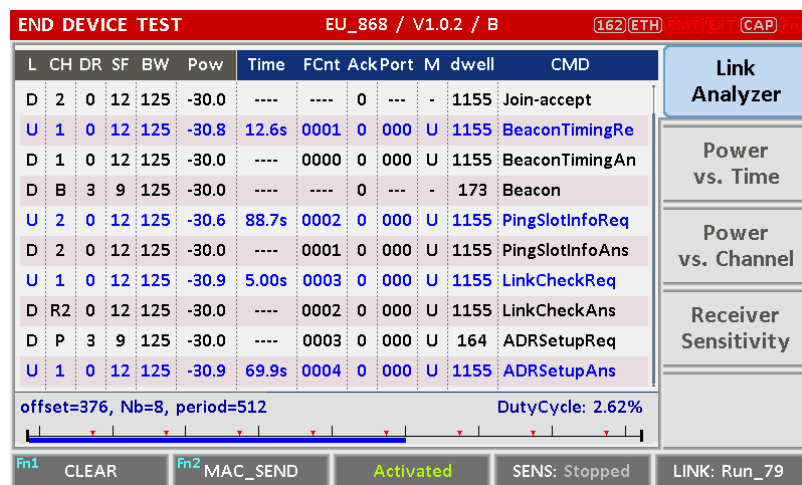 END DEVICE TEST EU_868 / V1.0.2 / B (162) ETH RMT EXT CAP Fn
L CH DR SF BW Pow Time FCnt Ack Port M dwell CMD
D 2 0 12 125 -30.0 ---- ---- 0 --- - 1155 Join-accept
U 1 0 12 125 -30.8 12.6s 0001 0 000 U 1155 BeaconTimingRe
D 1 0 12 125 -30.0 ---- 0000 0 000 U 1155 BeaconTimingAn
D B 3 9 125 -30.0 ---- ---- 0 --- - 173 Beacon
U 2 0 12 125 -30.6 88.7s 0002 0 000 U 1155 PingSlotInfoReq
D 2 0 12 125 -30.0 ---- 0001 0 000 U 1155 PingSlotInfoAns
U 1 0 12 125 -30.9 5.00s 0003 0 000 U 1155 LinkCheckReq
D R2 0 12 125 -30.0 ---- 0002 0 000 U 1155 LinkCheckAns
D P 3 9 125 -30.0 ---- 0003 0 000 U 164 ADRSetupReq
U 1 0 12 125 -30.9 69.9s 0004 0 000 U 1155 ADRSetupAns
offset=376, Nb=8, period=512 DutyCycle: 2.62%
Link
Analyzer
Power
vs. Time
Power
vs. Channel
Receiver
Sensitivity
Fn1 CLEAR Fn2 MAC_SEND Activated SENS: Stopped LINK: Run_79